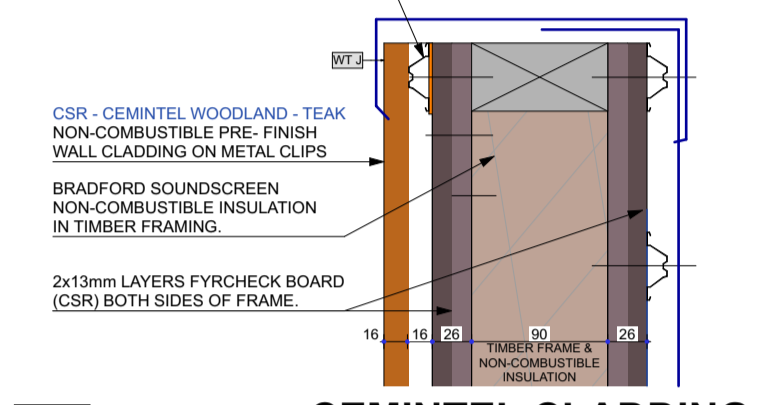 WT J
CSR - CEMINTEL WOODLAND - TEAK
NON-COMBUSTIBLE PRE- FINISH
WALL CLADDING ON METAL CLIPS
BRADFORD SOUNDSCREEN
NON-COMBUSTIBLE INSULATION
IN TIMBER FRAMING.
2x13mm LAYERS FYRCHECK BOARD
(CSR) BOTH SIDES OF FRAME.
16 16 26 90 26
TIMBER FRAME &
NON-COMBUSTIBLE
INSULATION
CEMINTEL CLADDING